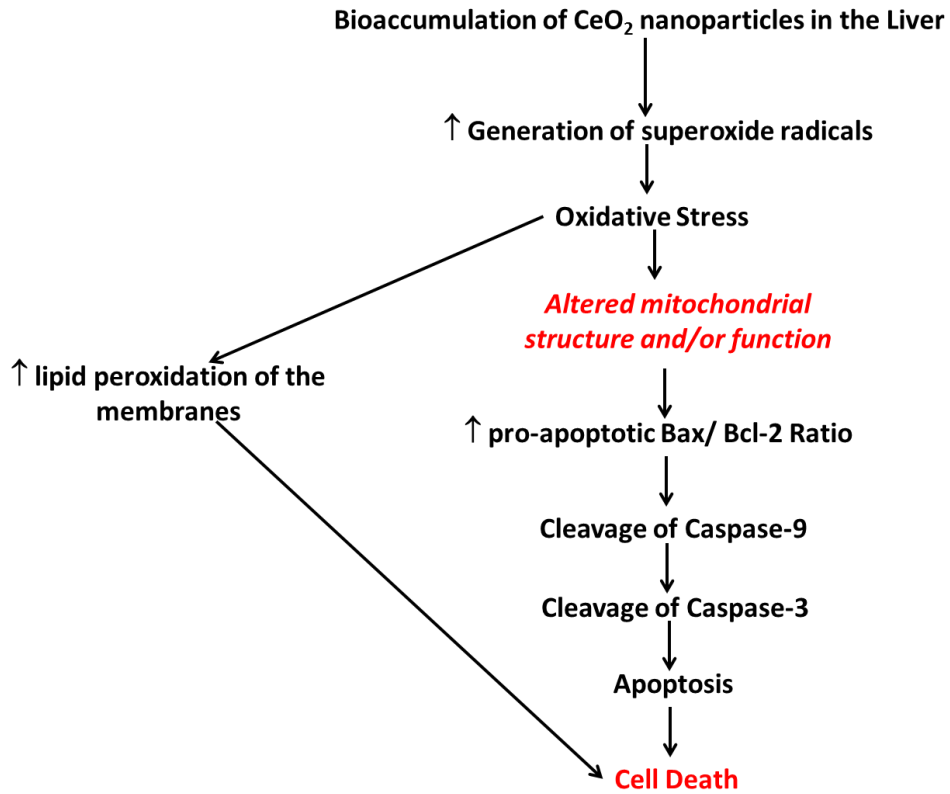 Bioaccumulation of CeO₂ nanoparticles in the Liver
↑ Generation of superoxide radicals
Oxidative Stress
Altered mitochondrial
structure and/or function
↑ lipid peroxidation of the
membranes
↑ pro-apoptotic Bax/ Bcl-2 Ratio
Cleavage of Caspase-9
Cleavage of Caspase-3
Apoptosis
Cell Death